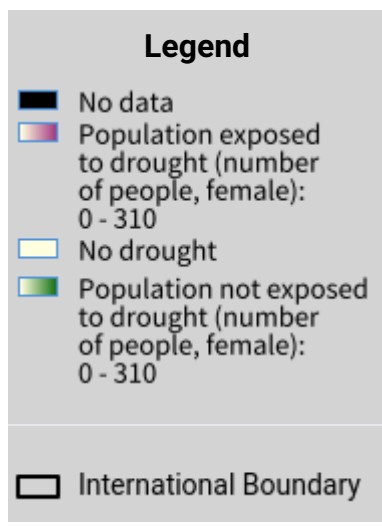 Legend
No data
Population exposed
to drought (number
of people, female):
0 - 310
No drought
Population not exposed
to drought (number
of people, female):
0 - 310
International Boundary